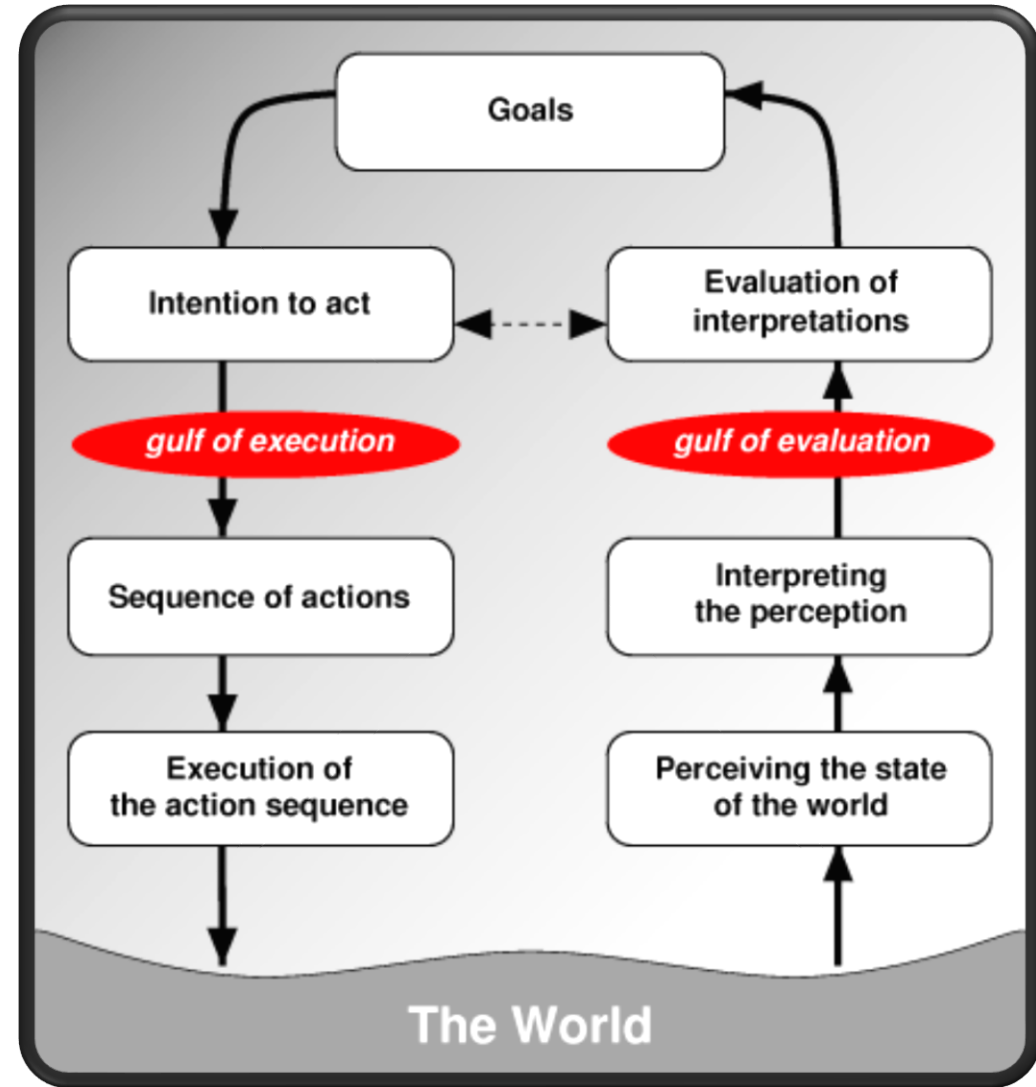 Goals
Intention to act
Evaluation of
interpretations
gulf of execution
gulf of evaluation
Sequence of actions
Interpreting
the perception
Execution of
the action sequence
Perceiving the state
of the world
The World